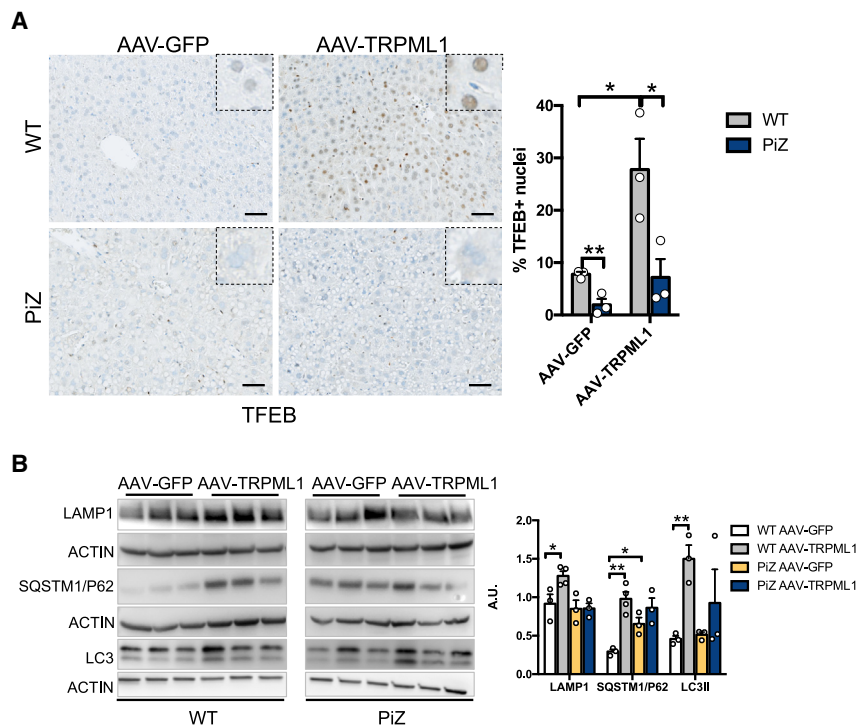 A
AAV-GFP AAV-TRPML1
WT
PiZ
TFEB
% TFEB+ nuclei
40
30
20
10
0
* *
**
AAV-GFP
AAV-TRPML1
WT
PiZ
B
AAV-GFP AAV-TRPML1 AAV-GFP AAV-TRPML1
LAMP1
ACTIN
SQSTM1/P62
ACTIN
LC3
ACTIN
WT PiZ
A.U.
2.0
1.5
1.0
0.5
0.0
* ** * **
LAMP1 SQSTM1/P62 LC3II
WT AAV-GFP
WT AAV-TRPML1
PiZ AAV-GFP
PiZ AAV-TRPML1